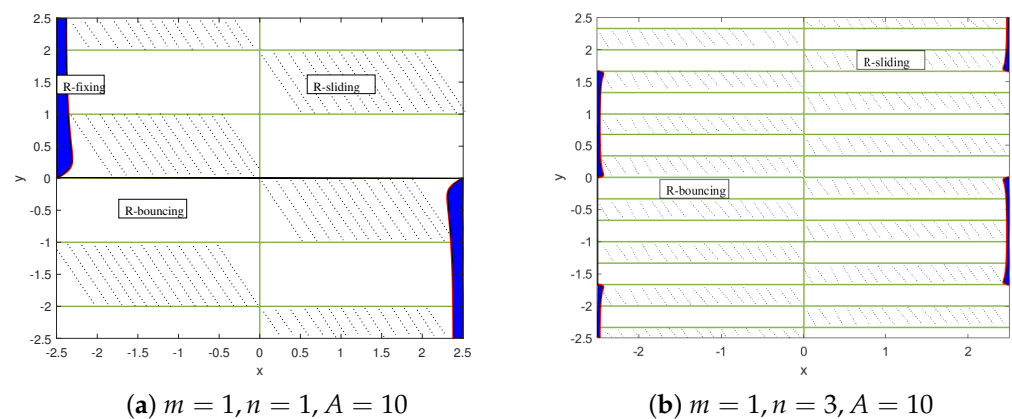 2.5
2
1.5
1
0.5
0
-0.5
-1
-1.5
-2
-2.5
y
-2.5 -2 -1.5 -1 -0.5 0 0.5 1 1.5 2 2.5
x
R-fixing
R-sliding
R-bouncing
(a) m = 1, n = 1, A = 10
2.5
2
1.5
1
0.5
0
-0.5
-1
-1.5
-2
-2.5
y
-2 -1 0 1 2
x
R-sliding
R-bouncing
(b) m = 1, n = 3, A = 10